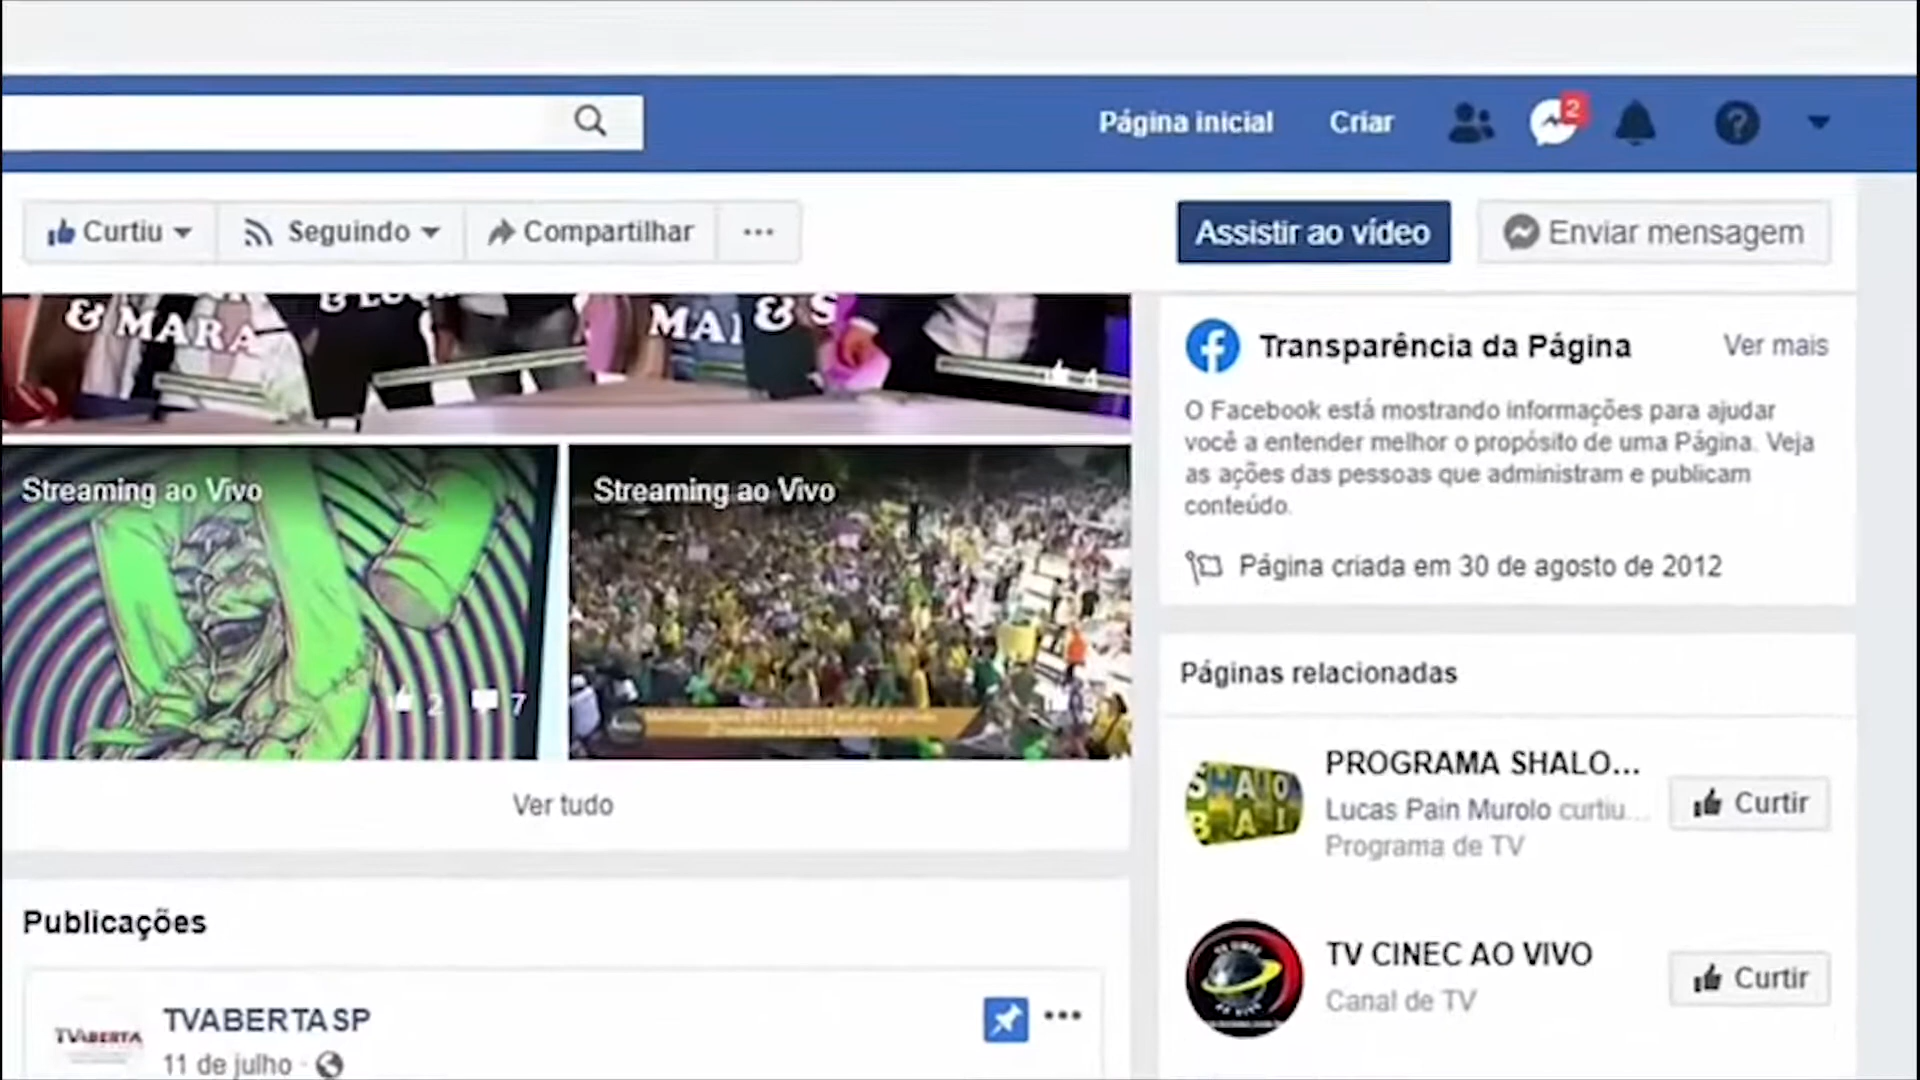 Página inicial
Criar
2
Curtiu
Seguindo
Compartilhar
Assistir ao vídeo
Enviar mensagem
& MARA
&
&
4
Transparência da Página
Ver mais
O Facebook está mostrando informações para ajudar
você a entender melhor o propósito de uma Página. Veja
as ações das pessoas que administram e publicam
conteúdo.
Página criada em 30 de agosto de 2012
Streaming ao Vivo
2
7
Streaming ao Vivo
Ver tudo
Páginas relacionadas
PROGRAMA SHALO...
Lucas Pain Murolo curtiu...
Programa de TV
Curtir
TV CINEC AO VIVO
Canal de TV
Curtir
Publicações
TVABERTA
TVABERTASP
11 de julho ·